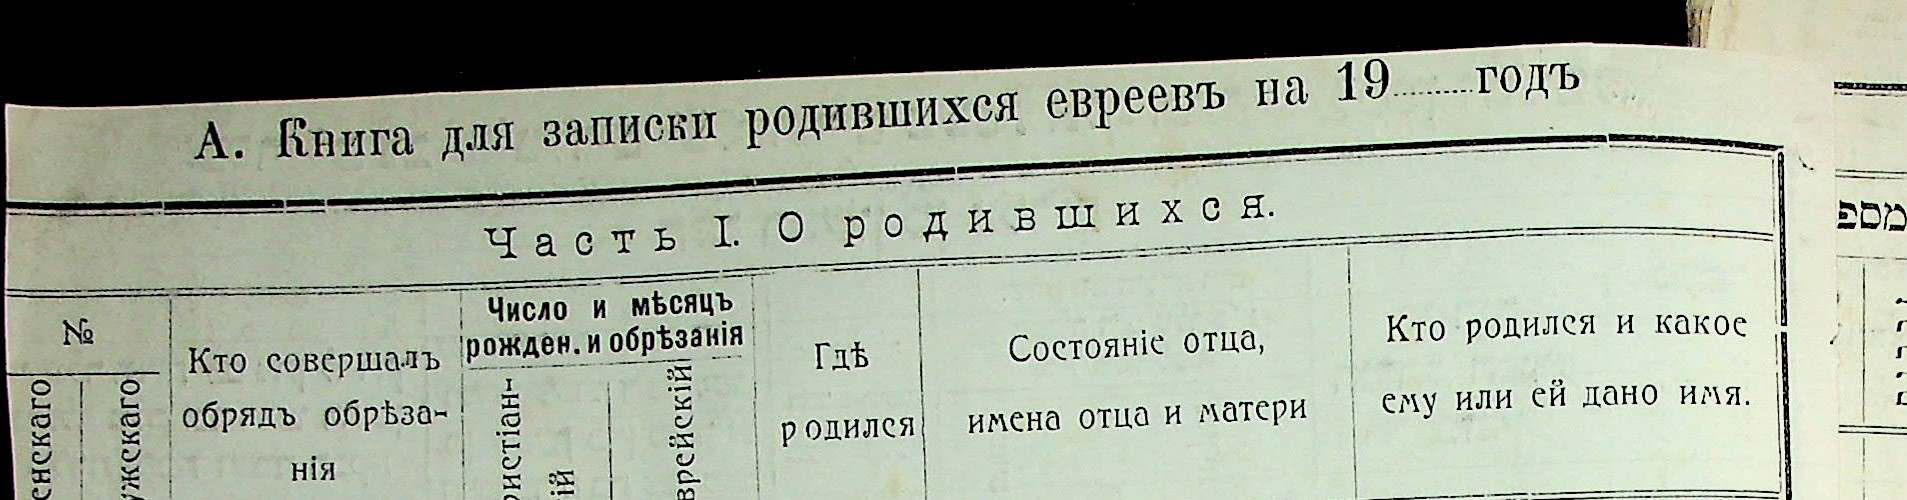 А. Книга для записки родившихся евреевъ на 19 годъ
Часть I. О родившихся.
№
Кто совершалъ
обрядъ обрѣза-
нія
Число и мѣсяцъ
рожден. и обрѣзанія
Гдѣ
родился
Состояніе отца,
имена отца и матери
Кто родился и какое
ему или ей дано имя.